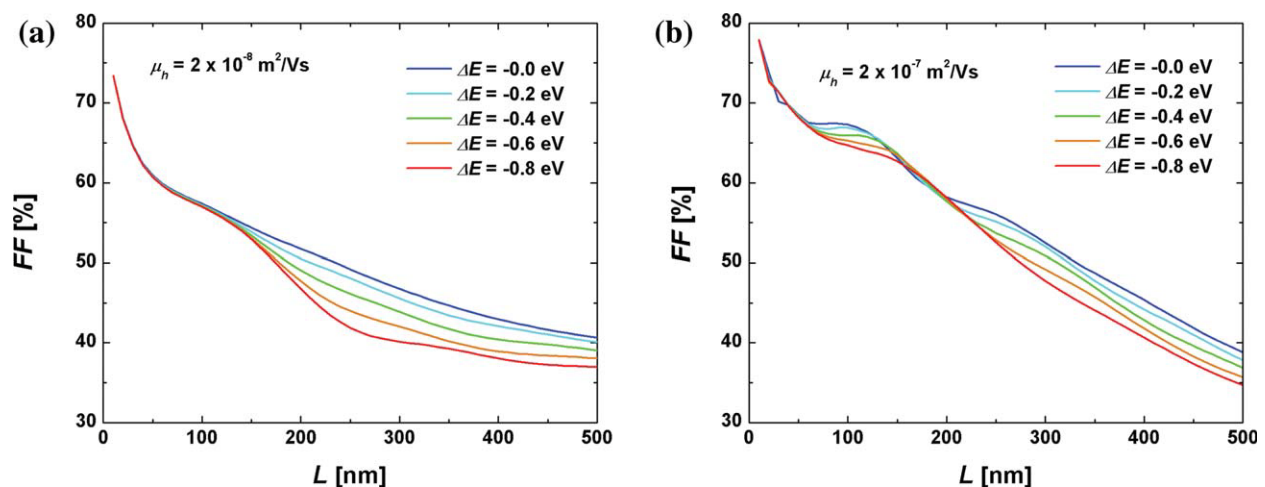 (a)
μh = 2 x 10-8 m2/Vs
ΔE = -0.0 eV
ΔE = -0.2 eV
ΔE = -0.4 eV
ΔE = -0.6 eV
ΔE = -0.8 eV
FF [%]
80
70
60
50
40
30
0 100 200 300 400 500
L [nm]
(b)
μh = 2 x 10-7 m2/Vs
ΔE = -0.0 eV
ΔE = -0.2 eV
ΔE = -0.4 eV
ΔE = -0.6 eV
ΔE = -0.8 eV
FF [%]
80
70
60
50
40
30
0 100 200 300 400 500
L [nm]